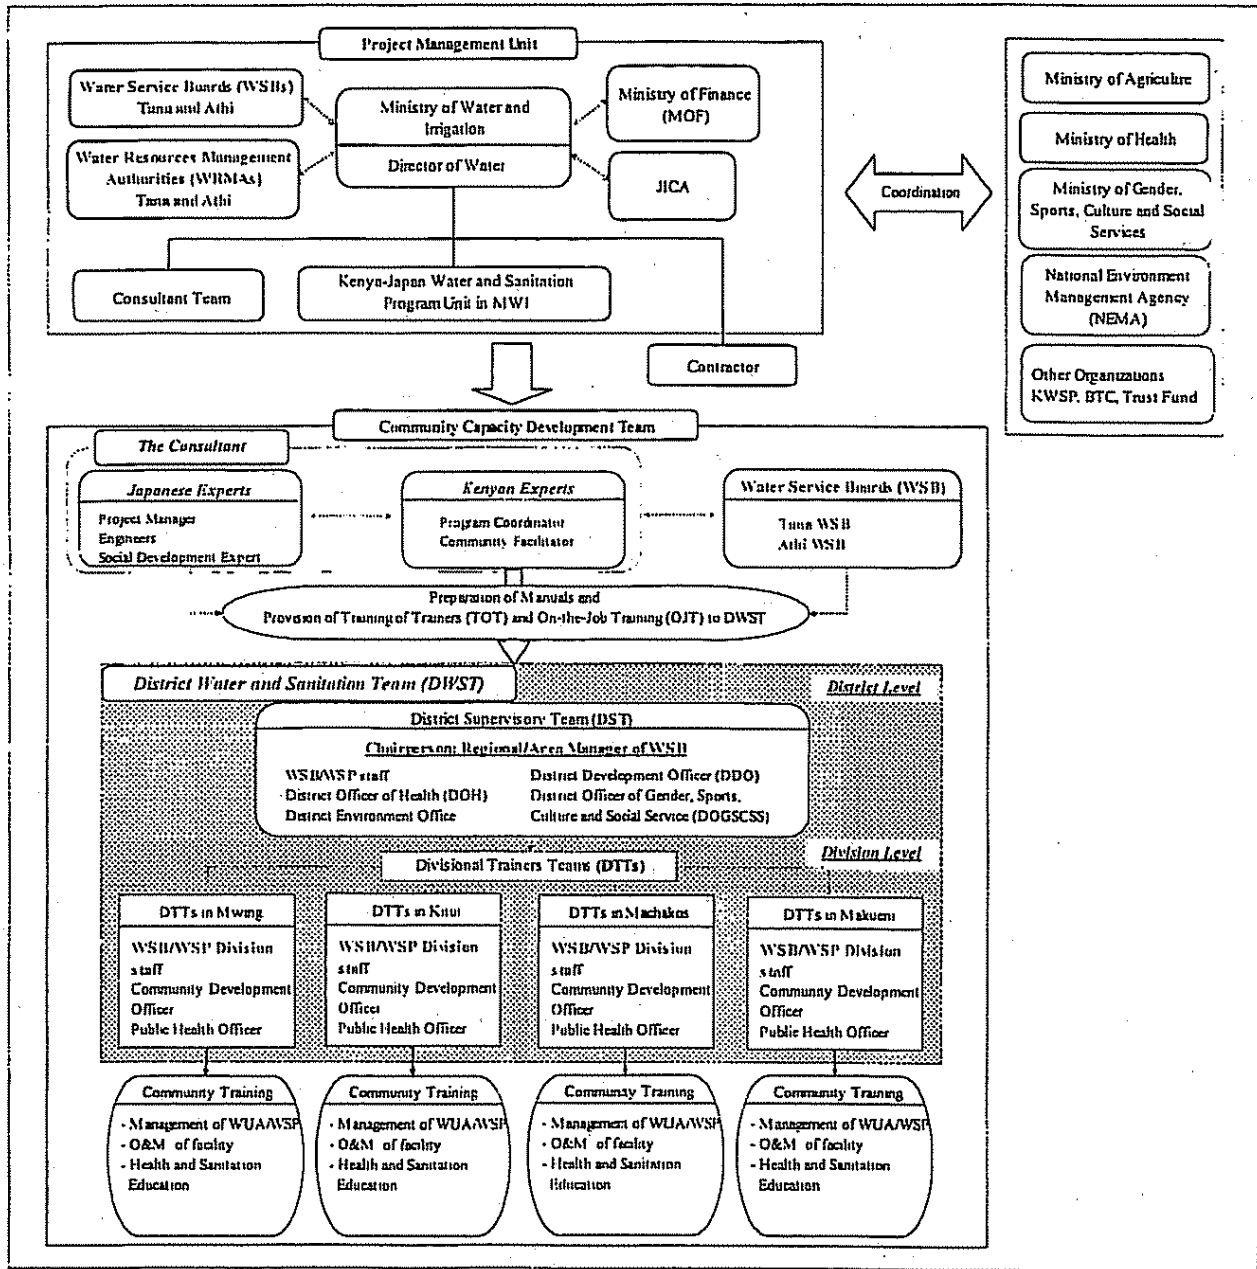 Project Management Unit
Water Service Boards (WSBs)
Tana and Athi
Water Resources Management
Authorities (WRMAs)
Tana and Athi
Ministry of Water and
Irrigation
Director of Water
Ministry of Finance
(MOF)
JICA
Consultant Team
Kenya-Japan Water and Sanitation
Program Unit in MWI
Contractor
Coordination
Ministry of Agriculture
Ministry of Health
Ministry of Gender,
Sports, Culture and Social
Services
National Environment
Management Agency
(NEMA)
Other Organizations
KWSP, BTC, Trust Fund
Community Capacity Development Team
The Consultant
Japanese Experts
Project Manager
Engineers
Social Development Expert
Kenyan Experts
Program Coordinator
Community Facilitator
Water Service Boards (WSB)
Tana WSB
Athi WSB
Preparation of Manuals and
Provision of Training of Trainers (TOT) and On-the-Job Training (OJT) to DWST
District Water and Sanitation Team (DWST)
District Level
District Supervisory Team (DST)
Chairperson: Regional/Area Manager of WSB
WSB/WSP staff
District Officer of Health (DOH)
District Environment Office
District Development Officer (DDO)
District Officer of Gender, Sports,
Culture and Social Service (DOGSCSS)
Division Level
Divisional Trainers Teams (DTTs)
DTTs in Mwing
WSB/WSP Division
staff
Community Development
Officer
Public Health Officer
DTTs in Kitui
WSB/WSP Division
staff
Community Development
Officer
Public Health Officer
DTTs in Machakos
WSB/WSP Division
staff
Community Development
Officer
Public Health Officer
DTTs in Makueni
WSB/WSP Division
staff
Community Development
Officer
Public Health Officer
Community Training
- Management of WUA/WSP
- O&M of facility
- Health and Sanitation
Education
Community Training
- Management of WUA/WSP
- O&M of facility
- Health and Sanitation
Education
Community Training
- Management of WUA/WSP
- O&M of facility
- Health and Sanitation
Education
Community Training
- Management of WUA/WSP
- O&M of facility
- Health and Sanitation
Education